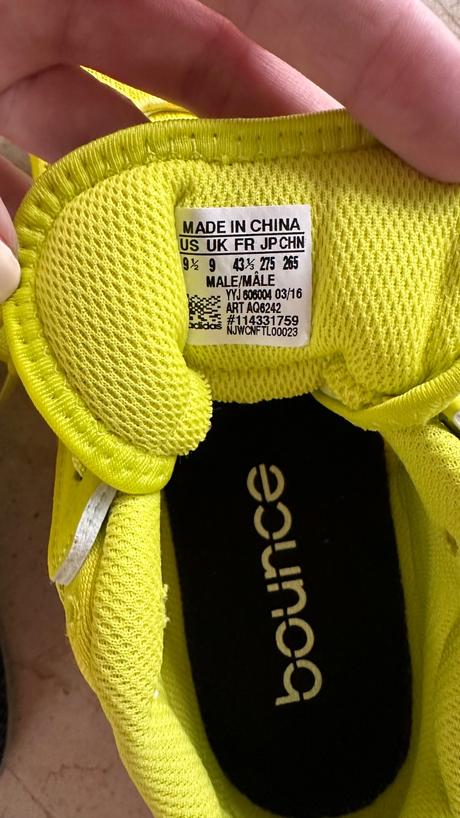 MADE IN CHINA
US UK FR JP CHN
9½ 9 43⅓ 275 265
MALE/MÂLE
YYJ 606004 03/16
ART AQ6242
adidas #114331759
NJWCNFTL00023
bounce